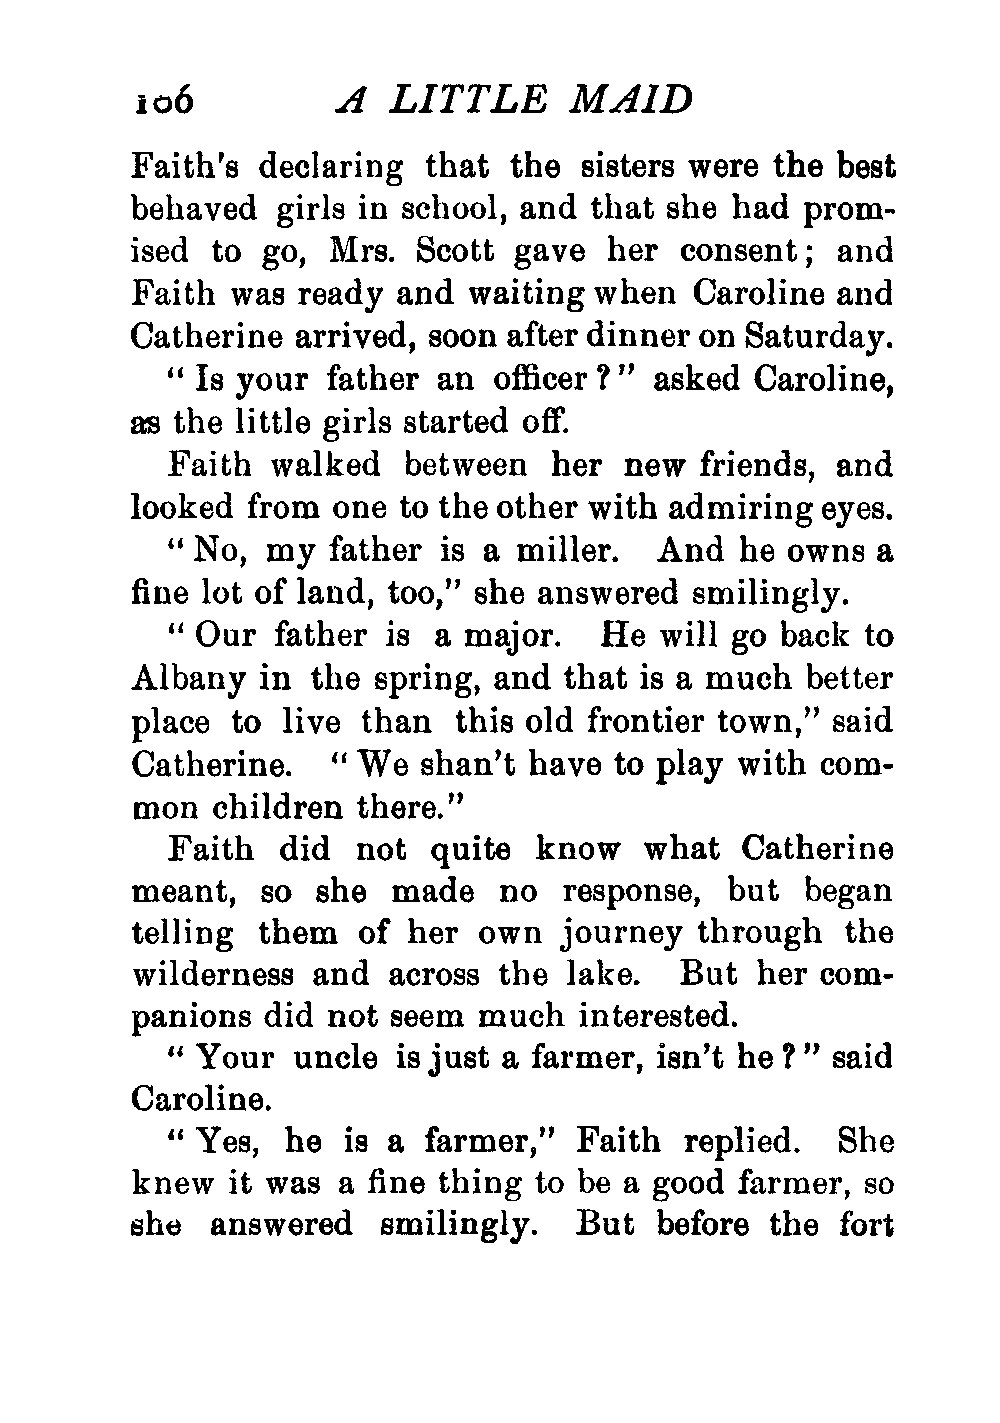 106 A LITTLE MAID
Faith's declaring that the sisters were the best
behaved girls in school, and that she had prom-
ised to go, Mrs. Scott gave her consent; and
Faith was ready and waiting when Caroline and
Catherine arrived, soon after dinner on Saturday.
"Is your father an officer?" asked Caroline,
as the little girls started off.
Faith walked between her new friends, and
looked from one to the other with admiring eyes.
"No, my father is a miller. And he owns a
fine lot of land, too," she answered smilingly.
"Our father is a major. He will go back to
Albany in the spring, and that is a much better
place to live than this old frontier town," said
Catherine. "We shan't have to play with com-
mon children there."
Faith did not quite know what Catherine
meant, so she made no response, but began
telling them of her own journey through the
wilderness and across the lake. But her com-
panions did not seem much interested.
"Your uncle is just a farmer, isn't he?" said
Caroline.
"Yes, he is a farmer," Faith replied. She
knew it was a fine thing to be a good farmer, so
she answered smilingly. But before the fort